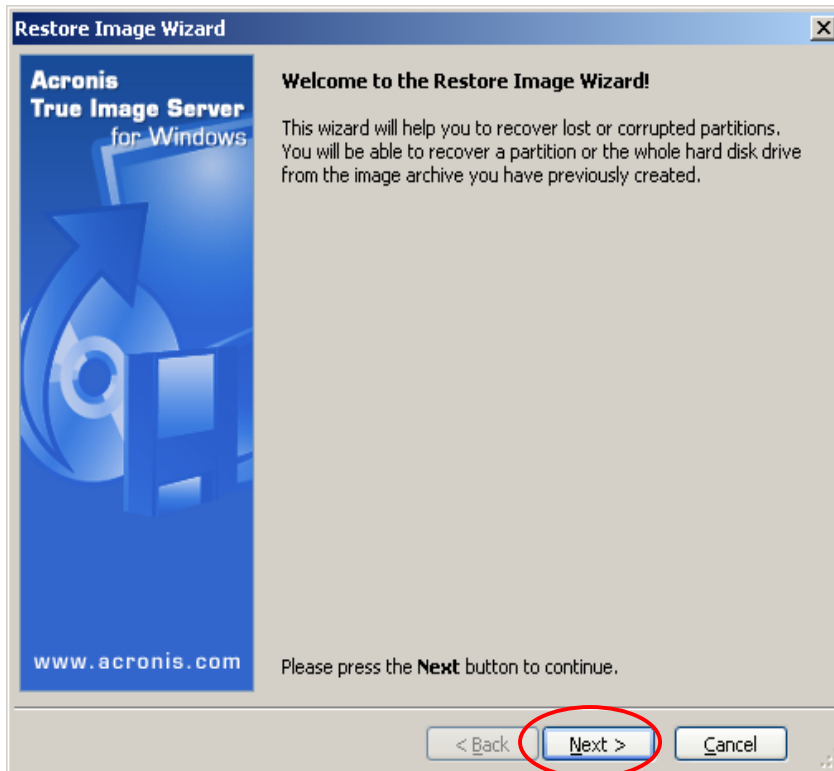 Restore Image Wizard
Acronis
True Image Server
for Windows
Welcome to the Restore Image Wizard!
This wizard will help you to recover lost or corrupted partitions.
You will be able to recover a partition or the whole hard disk drive
from the image archive you have previously created.
www.acronis.com
Please press the Next button to continue.
< Back
Next >
Cancel